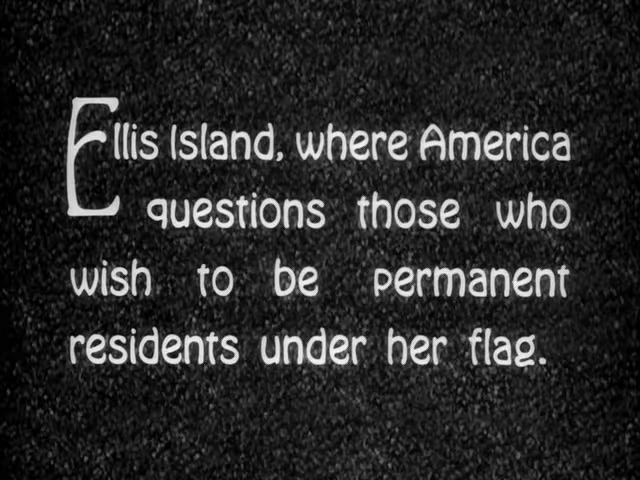 Ellis Island, where America
questions those who
wish to be permanent
residents under her flag.